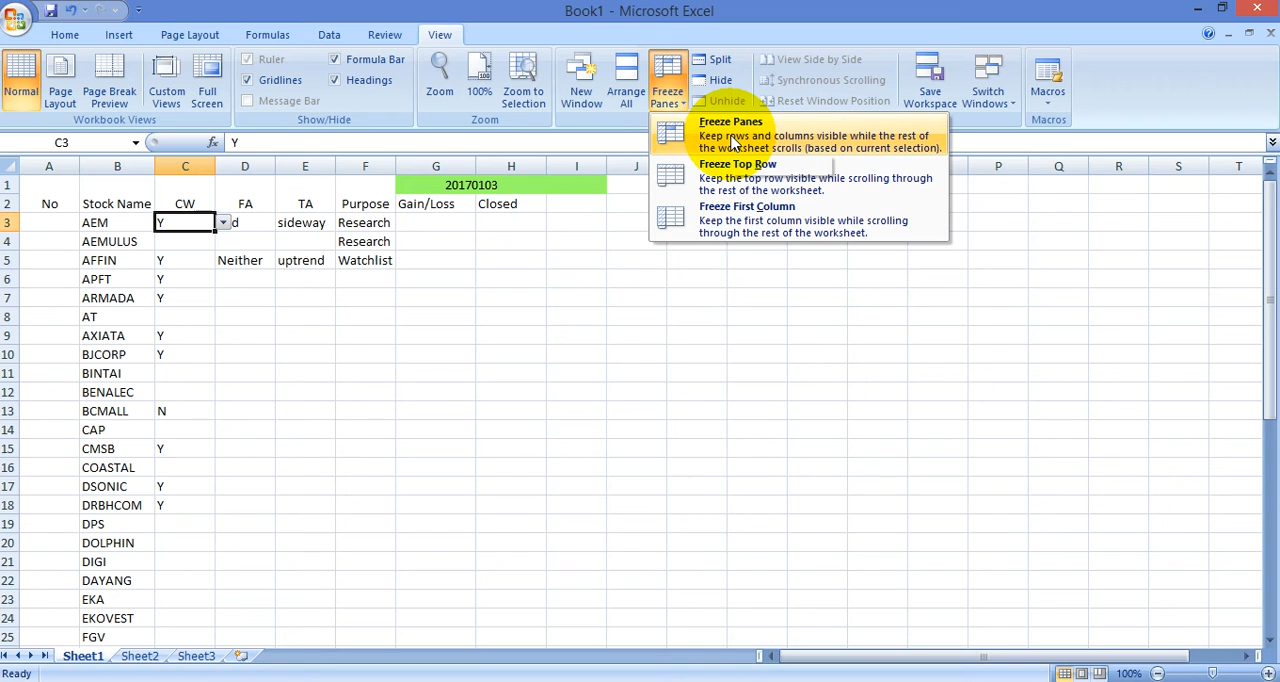 Book1 - Microsoft Excel
Home Insert Page Layout Formulas Data Review View
Ruler Formula Bar Split View Side by Side
Gridlines Headings Hide Synchronous Scrolling
Message Bar Unhide Reset Window Position
Normal Page Layout Page Break Preview Custom Views Full Screen Zoom 100% Zoom to Selection New Window Arrange All Freeze Panes Save Workspace Switch Windows Macros
Workbook Views Show/Hide Zoom Macros
Freeze Panes
Keep rows and columns visible while the rest of
the worksheet scrolls (based on current selection).
Freeze Top Row
Keep the top row visible while scrolling through
the rest of the worksheet.
Freeze First Column
Keep the first column visible while scrolling
through the rest of the worksheet.
C3 fx Y
A B C D E F G H I J K L M N O P Q R S T
1 20170103
2 No Stock Name CW FA TA Purpose Gain/Loss Closed
3 AEM Y d sideway Research
4 AEMULUS Research
5 AFFIN Y Neither uptrend Watchlist
6 APFT Y
7 ARMADA Y
8 AT
9 AXIATA Y
10 BJCORP Y
11 BINTAI
12 BENALEC
13 BCMALL N
14 CAP
15 CMSB Y
16 COASTAL
17 DSONIC Y
18 DRBHCOM Y
19 DPS
20 DOLPHIN
21 DIGI
22 DAYANG
23 EKA
24 EKOVEST
25 FGV
Sheet1 Sheet2 Sheet3
Ready 100%